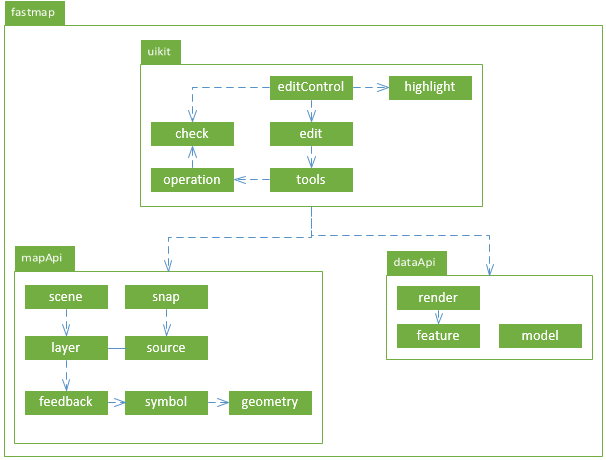 fastmap
uikit
editControl
highlight
check
edit
operation
tools
mapApi
scene
snap
layer
source
feedback
symbol
geometry
dataApi
render
feature
model